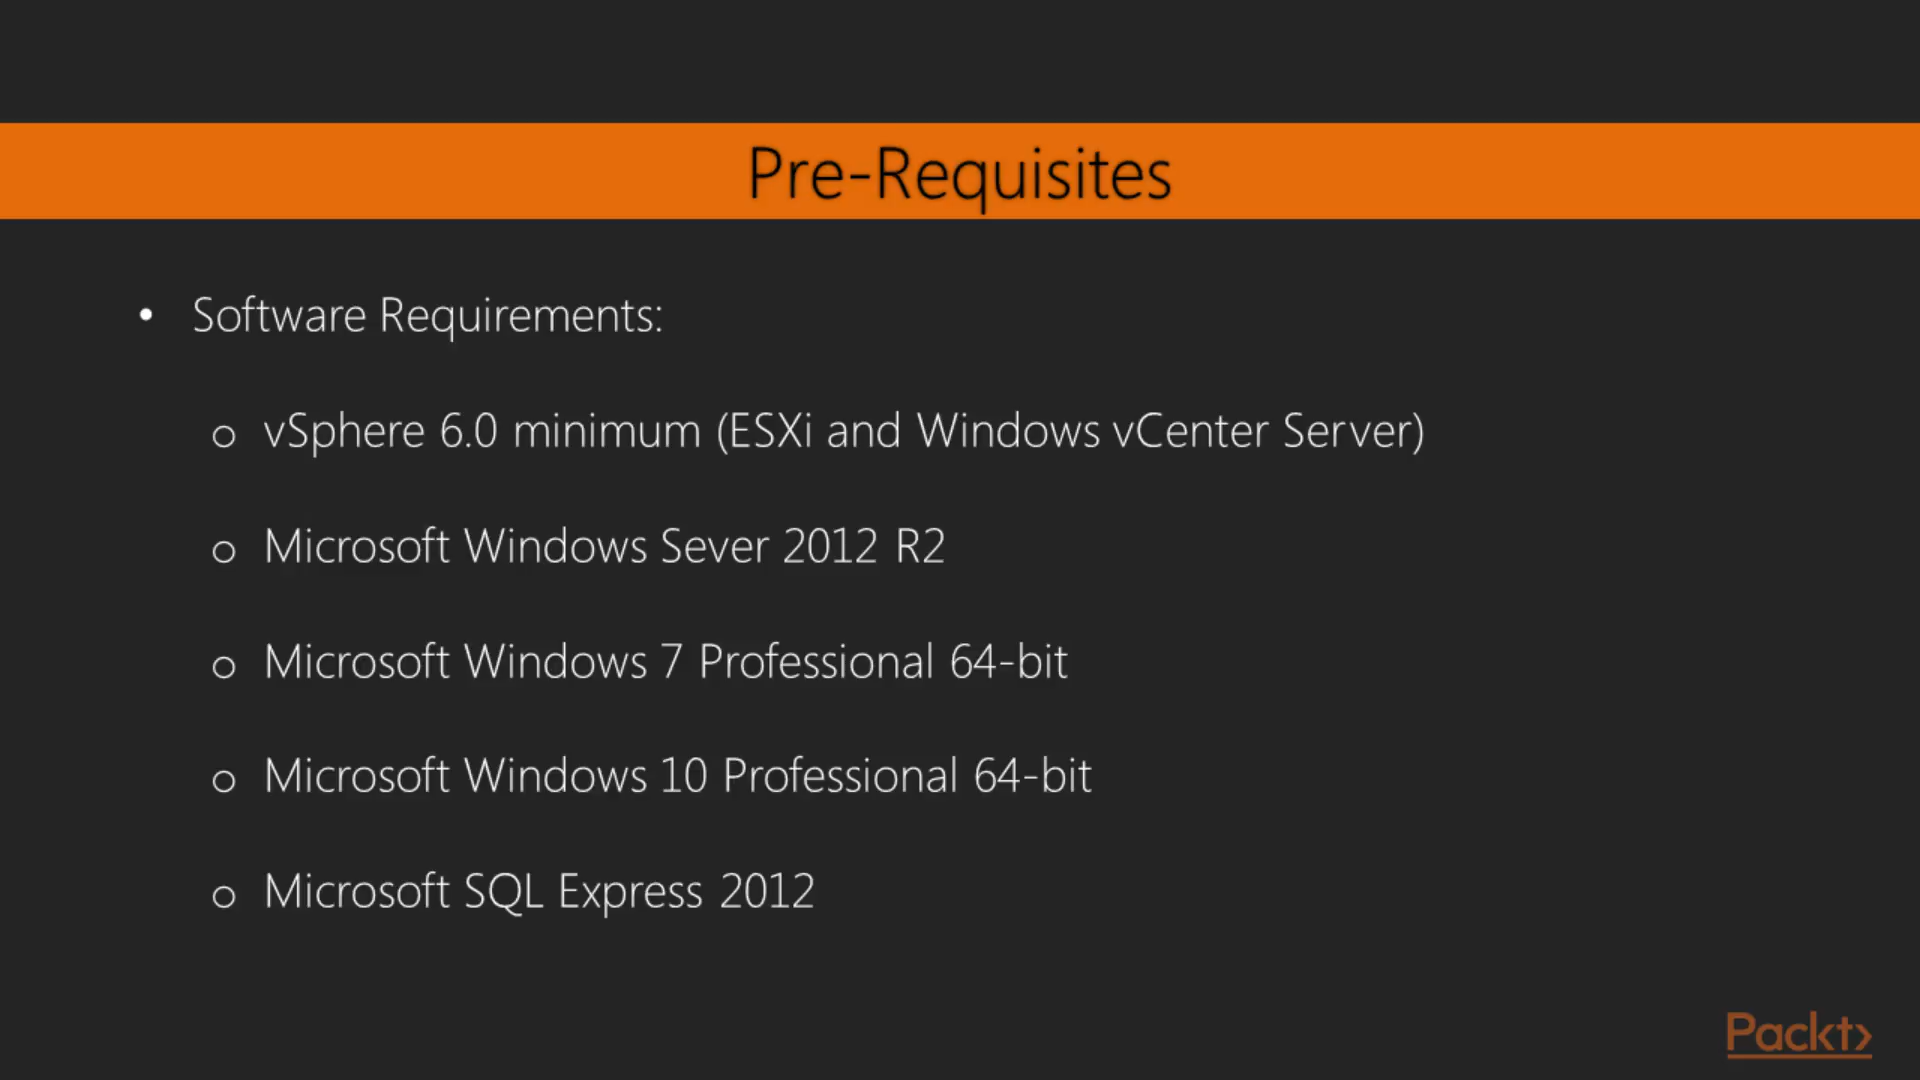 Pre-Requisites
• Software Requirements:
o vSphere 6.0 minimum (ESXi and Windows vCenter Server)
o Microsoft Windows Sever 2012 R2
o Microsoft Windows 7 Professional 64-bit
o Microsoft Windows 10 Professional 64-bit
o Microsoft SQL Express 2012
Packt>